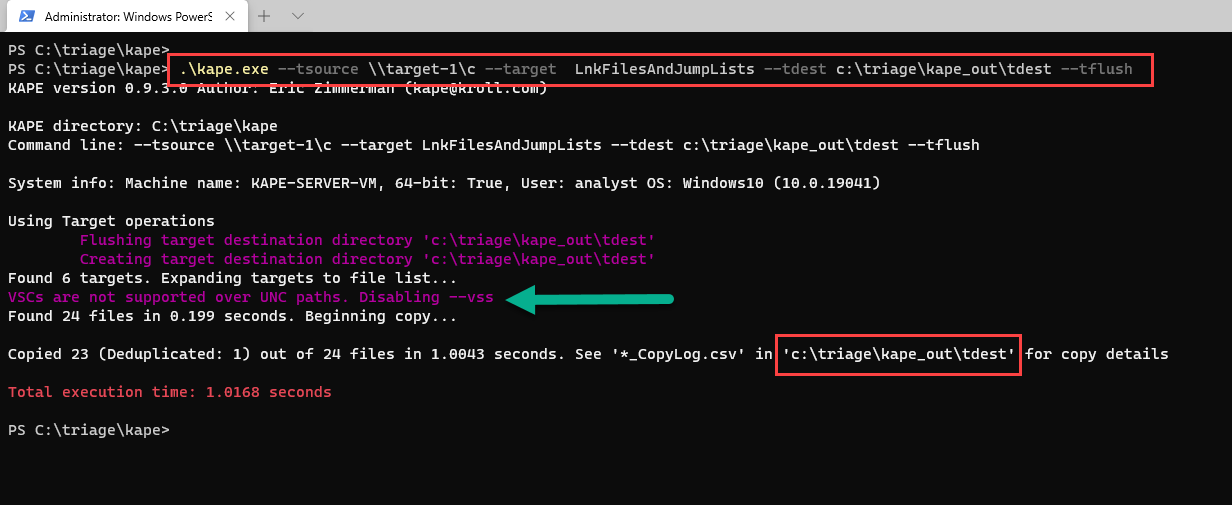 Administrator: Windows PowerS
PS C:\triage\kape>
PS C:\triage\kape> .\kape.exe --tsource \\target-1\c --target  LnkFilesAndJumpLists --tdest c:\triage\kape_out\tdest --tflush
KAPE version 0.9.3.0 Author: Eric Zimmerman (kape@kroll.com)
KAPE directory: C:\triage\kape
Command line: --tsource \\target-1\c --target LnkFilesAndJumpLists --tdest c:\triage\kape_out\tdest --tflush
System info: Machine name: KAPE-SERVER-VM, 64-bit: True, User: analyst OS: Windows10 (10.0.19041)
Using Target operations
Flushing target destination directory 'c:\triage\kape_out\tdest'
Creating target destination directory 'c:\triage\kape_out\tdest'
Found 6 targets. Expanding targets to file list...
VSCs are not supported over UNC paths. Disabling --vss
Found 24 files in 0.199 seconds. Beginning copy...
Copied 23 (Deduplicated: 1) out of 24 files in 1.0043 seconds. See '*_CopyLog.csv' in 'c:\triage\kape_out\tdest' for copy details
Total execution time: 1.0168 seconds
PS C:\triage\kape>